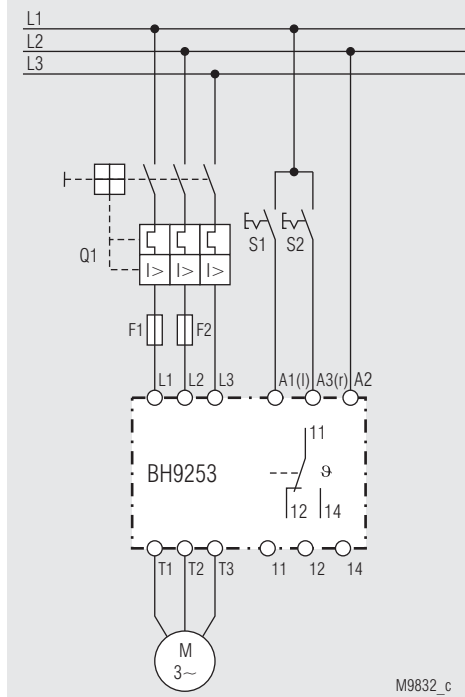 L1
L2
L3
Q1
I> I> I>
S1 S2
F1 F2
L1 L2 L3 A1(l) A3(r) A2
BH9253
11
ϑ
12 14
T1 T2 T3 11 12 14
M
3~
M9832_c